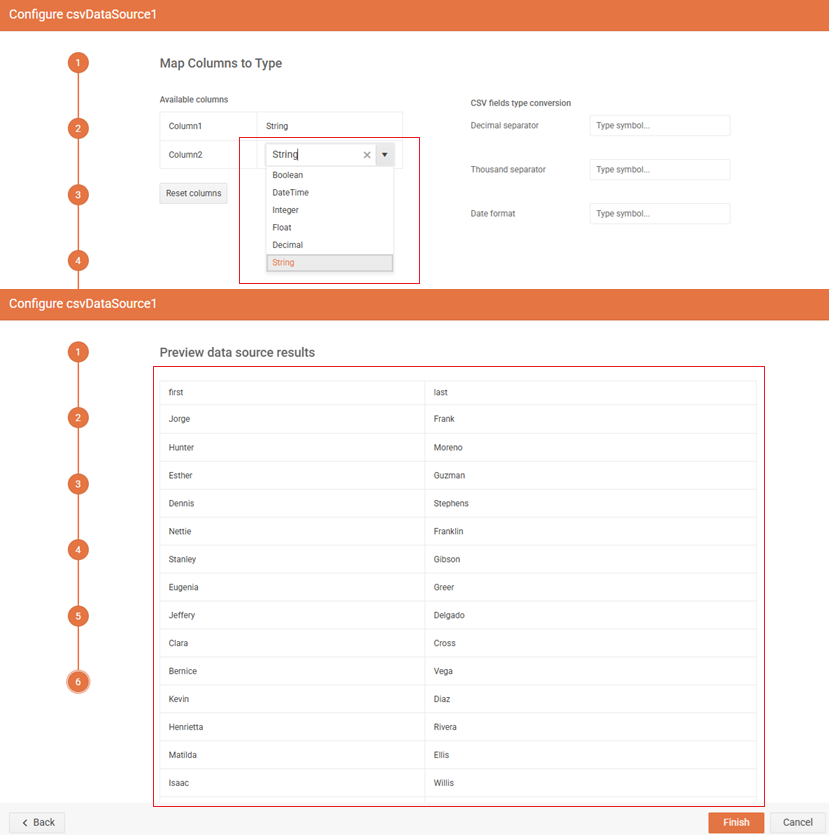 Configure csvDataSource1
1
Map Columns to Type
Available columns
CSV fields type conversion
Column1 String
Decimal separator Type symbol...
2
Column2 String
Boolean
Thousand separator Type symbol...
DateTime
3
Reset columns
Integer
Date format Type symbol...
Float
Decimal
4
String
Configure csvDataSource1
1
Preview data source results
first last
2
Jorge Frank
Hunter Moreno
Esther Guzman
3
Dennis Stephens
Nettie Franklin
4
Stanley Gibson
Eugenia Greer
5
Jeffery Delgado
Clara Cross
Bernice Vega
6
Kevin Diaz
Henrietta Rivera
Matilda Ellis
Isaac Willis
Back Finish Cancel